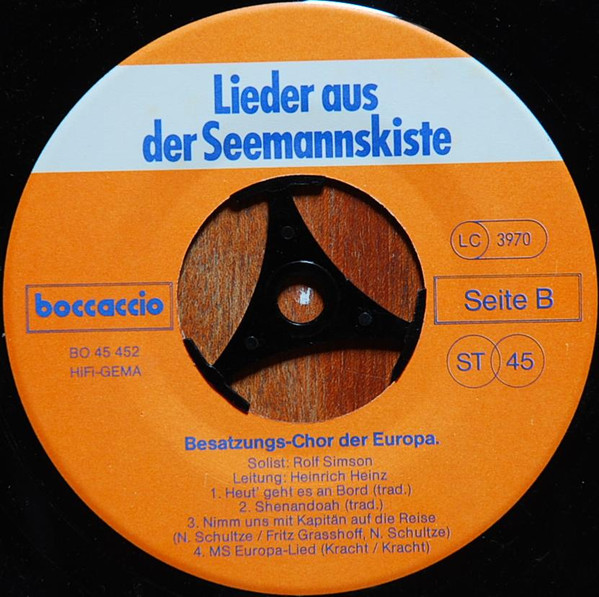 Lieder aus
der Seemannskiste
LC 3970
boccaccio
Seite B
BO 45 452
HIFI-GEMA
ST 45
Besatzungs-Chor der Europa.
Solist: Rolf Simson
Leitung: Heinrich Heinz
1. Heut' geht es an Bord (trad.)
2. Shenandoah (trad.)
3. Nimm uns mit Kapitän auf die Reise
(N. Schultze / Fritz Grasshoff, N. Schultze)
4. MS Europa-Lied (Kracht / Kracht)